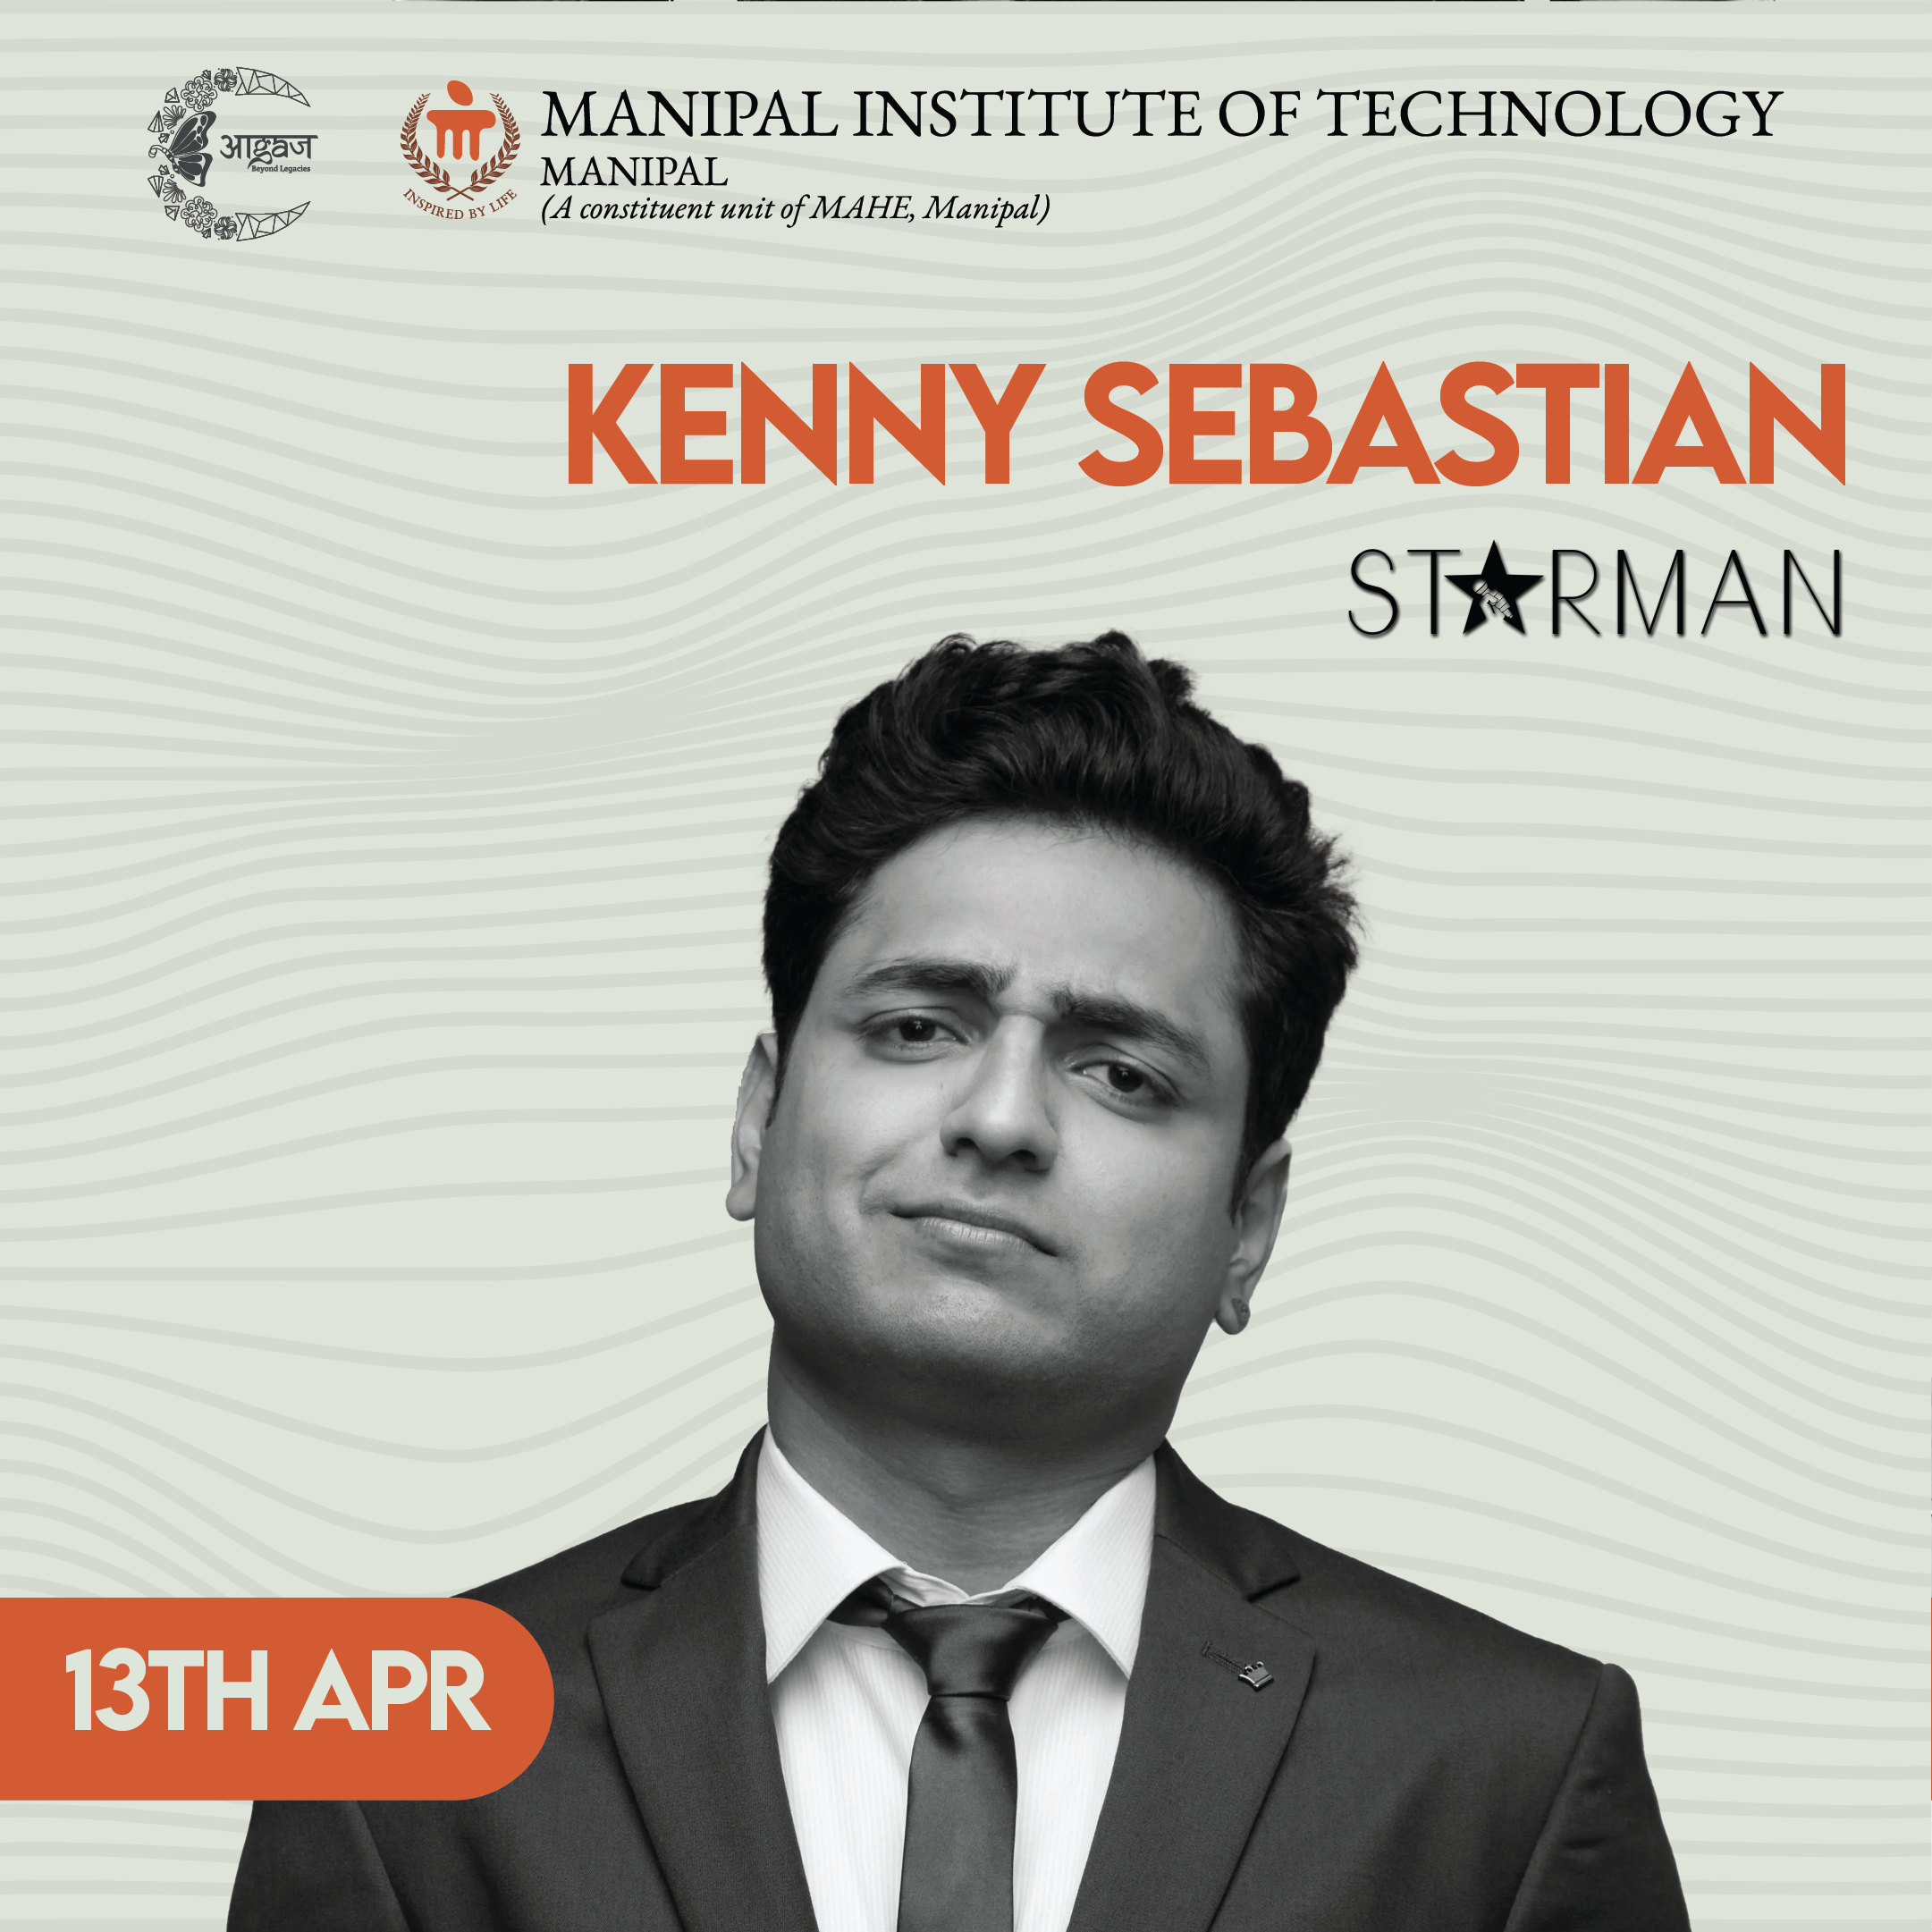 आगाज़
Beyond Legacies
INSPIRED BY LIFE
MANIPAL INSTITUTE OF TECHNOLOGY
MANIPAL
(A constituent unit of MAHE, Manipal)
KENNY SEBASTIAN
STARMAN
13TH APR